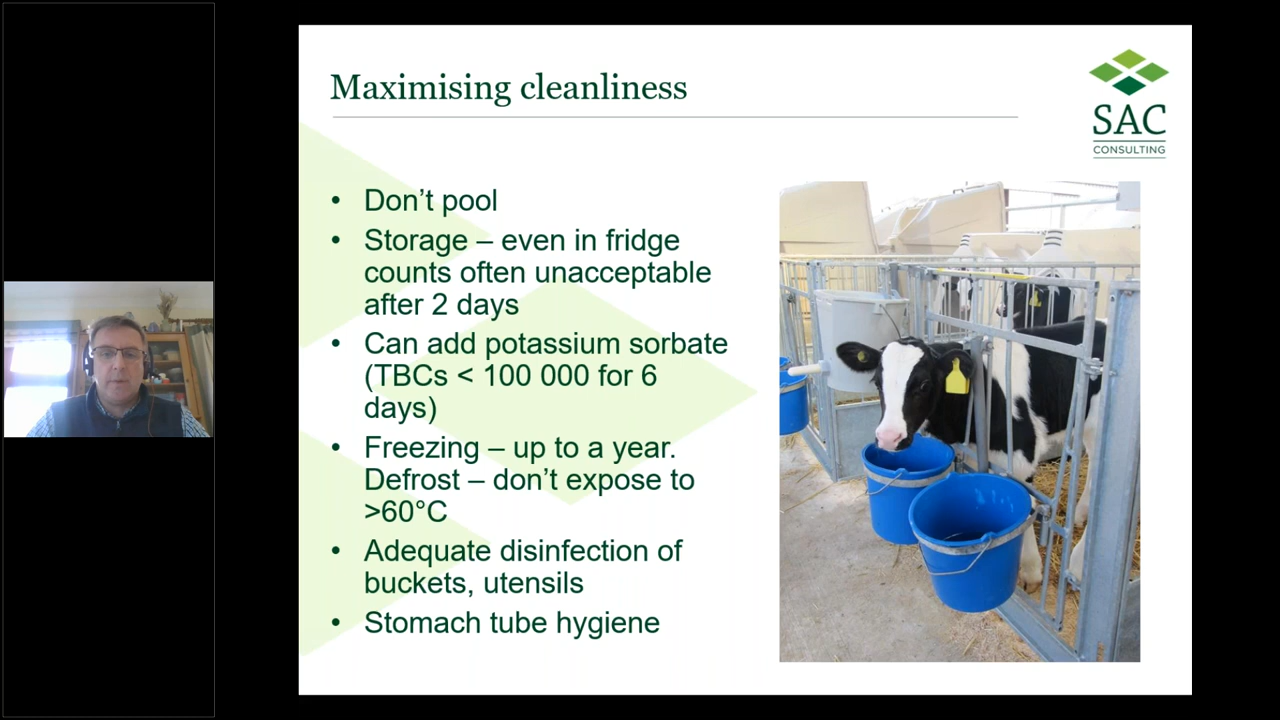 Maximising cleanliness
SAC
CONSULTING
• Don’t pool
• Storage – even in fridge
counts often unacceptable
after 2 days
• Can add potassium sorbate
(TBCs < 100 000 for 6
days)
• Freezing – up to a year.
Defrost – don’t expose to
>60°C
• Adequate disinfection of
buckets, utensils
• Stomach tube hygiene